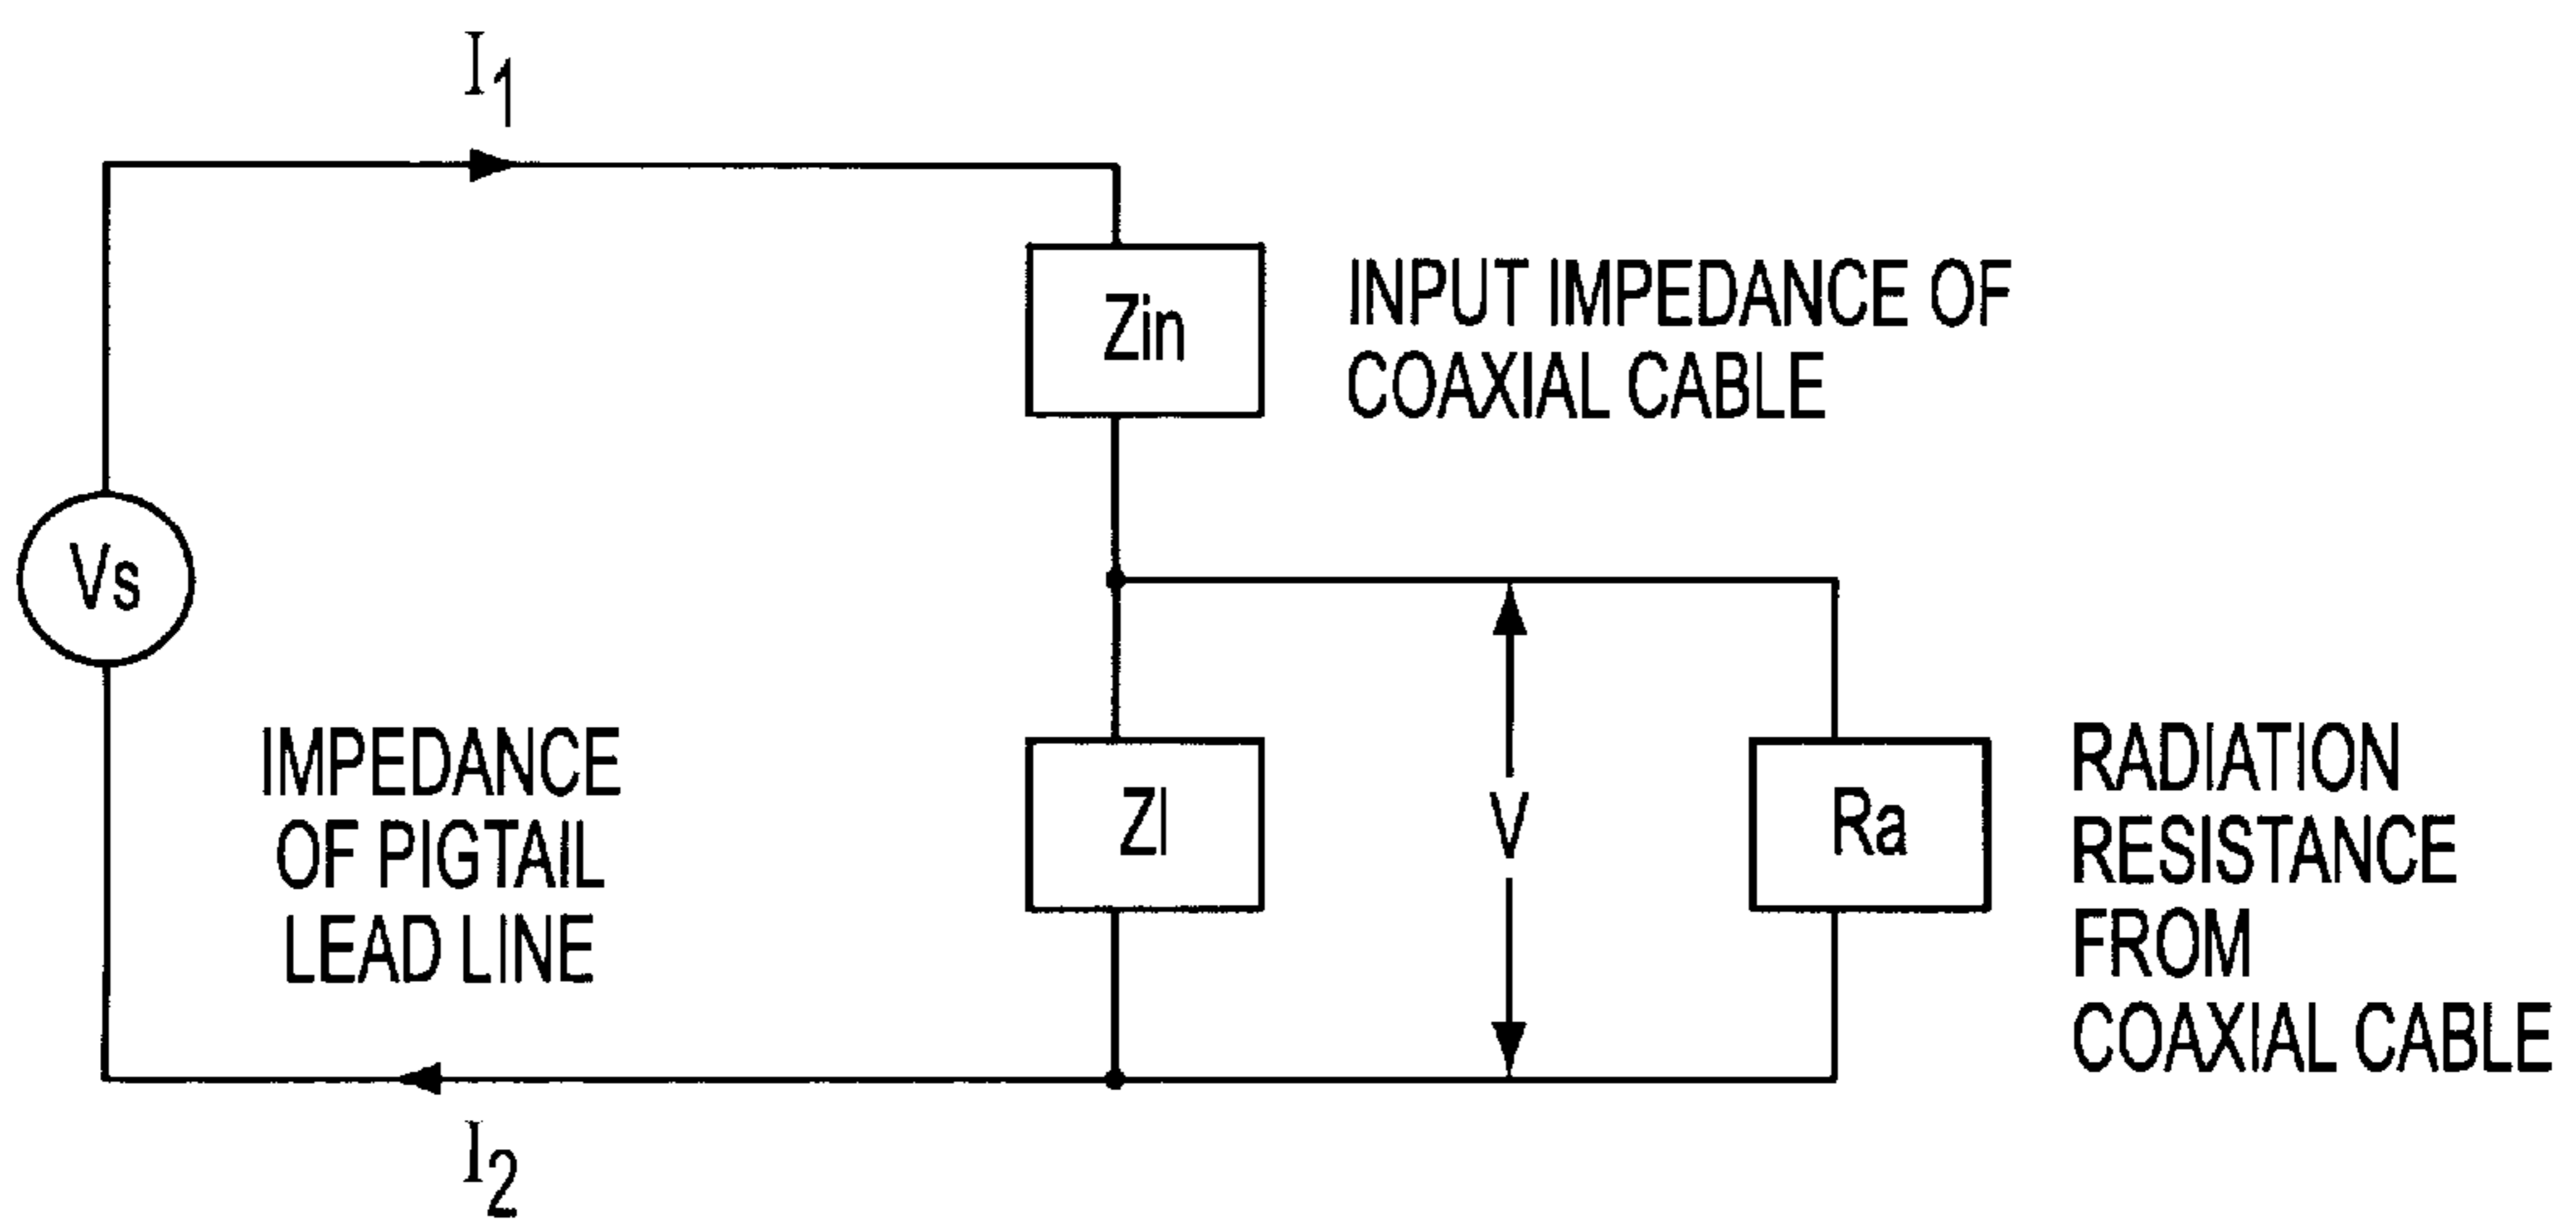 I1
Zin
INPUT IMPEDANCE OF
COAXIAL CABLE
Vs
IMPEDANCE
OF PIGTAIL
LEAD LINE
Zl
V
Ra
RADIATION
RESISTANCE
FROM
COAXIAL CABLE
I2